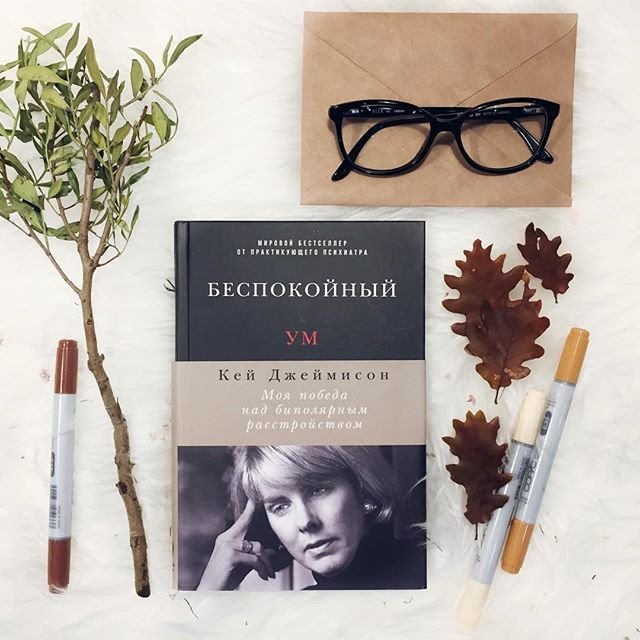 МИРОВОЙ БЕСТСЕЛЛЕР
ОТ ПРАКТИКУЮЩЕГО ПСИХИАТРА
БЕСПОКОЙНЫЙ
УМ
Кей Джеймисон
Моя победа
над биполярным
расстройством